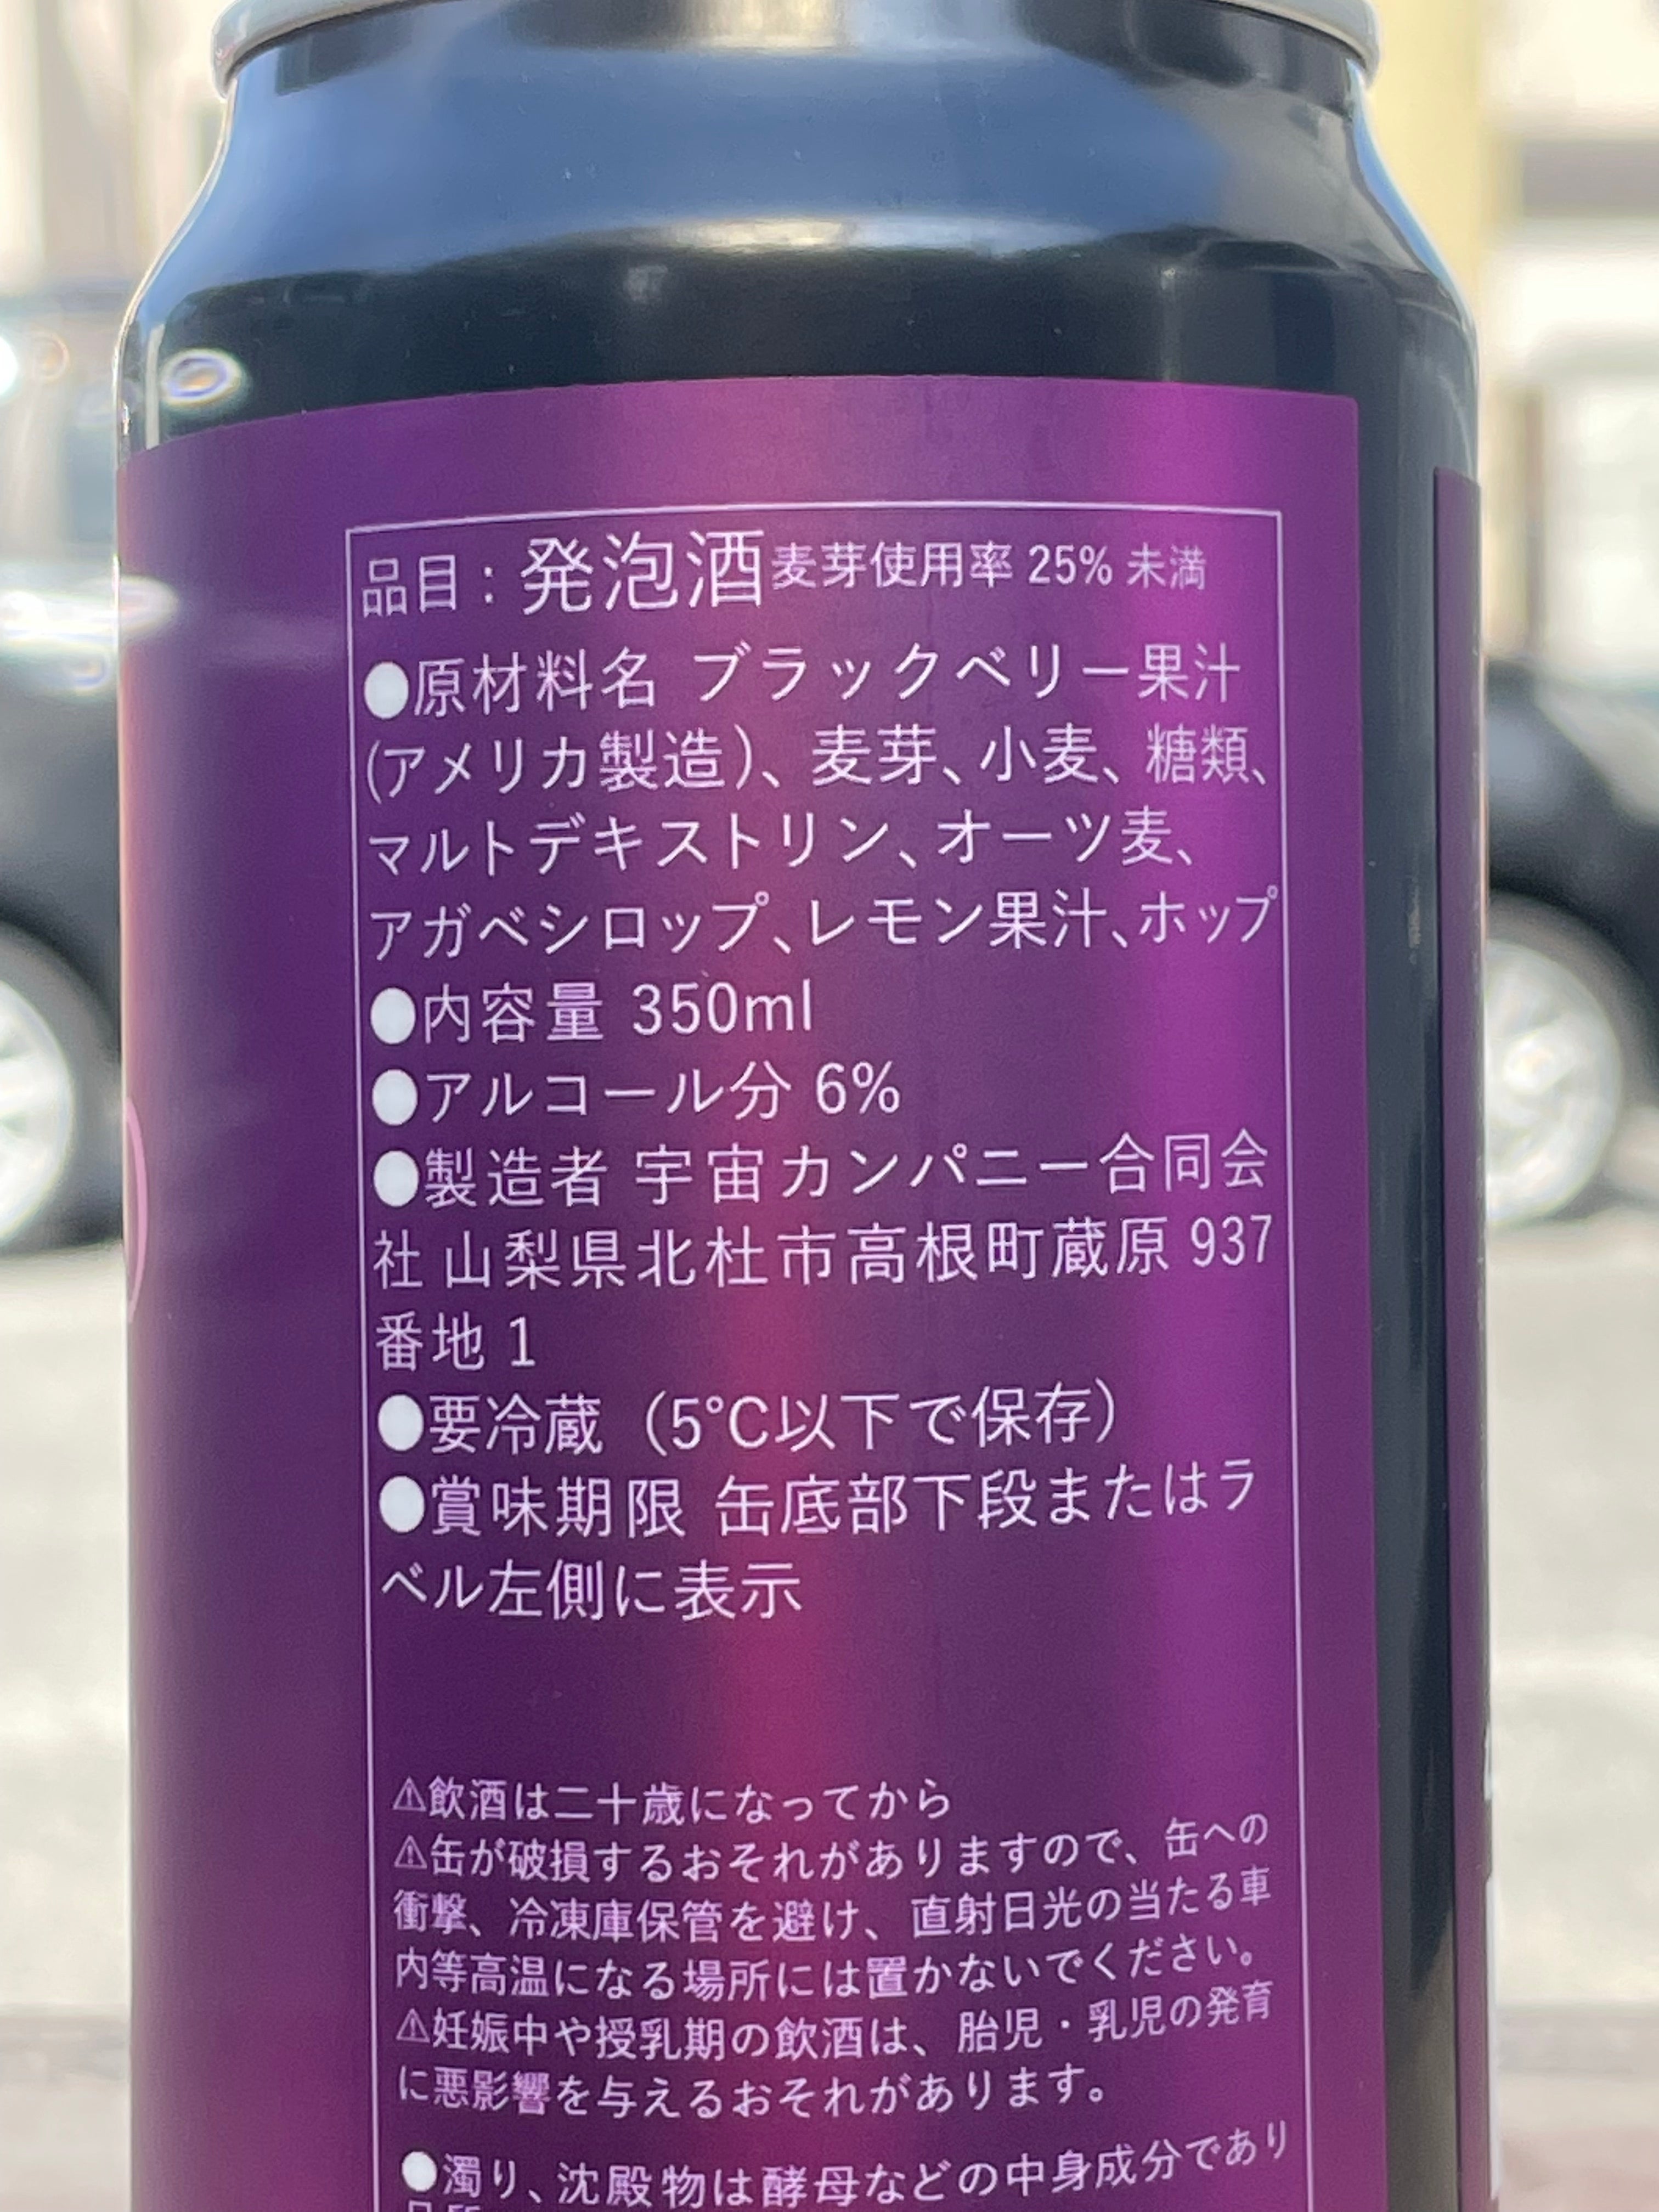 品目：発泡酒麦芽使用率 25% 未満
●原材料名 ブラックベリー果汁
(アメリカ製造)、麦芽、小麦、糖類、
マルトデキストリン、オーツ麦、
アガベシロップ、レモン果汁、ホップ
●内容量 350ml
●アルコール分 6%
●製造者 宇宙カンパニー合同会
社 山梨県北杜市高根町蔵原 937
番地 1
●要冷蔵（5°C以下で保存）
●賞味期限 缶底部下段またはラ
ベル左側に表示
⚠飲酒は二十歳になってから
⚠缶が破損するおそれがありますので、缶への
衝撃、冷凍庫保管を避け、直射日光の当たる車
内等高温になる場所には置かないでください。
⚠妊娠中や授乳期の飲酒は、胎児・乳児の発育
に悪影響を与えるおそれがあります。
●濁り、沈殿物は酵母などの中身成分であり